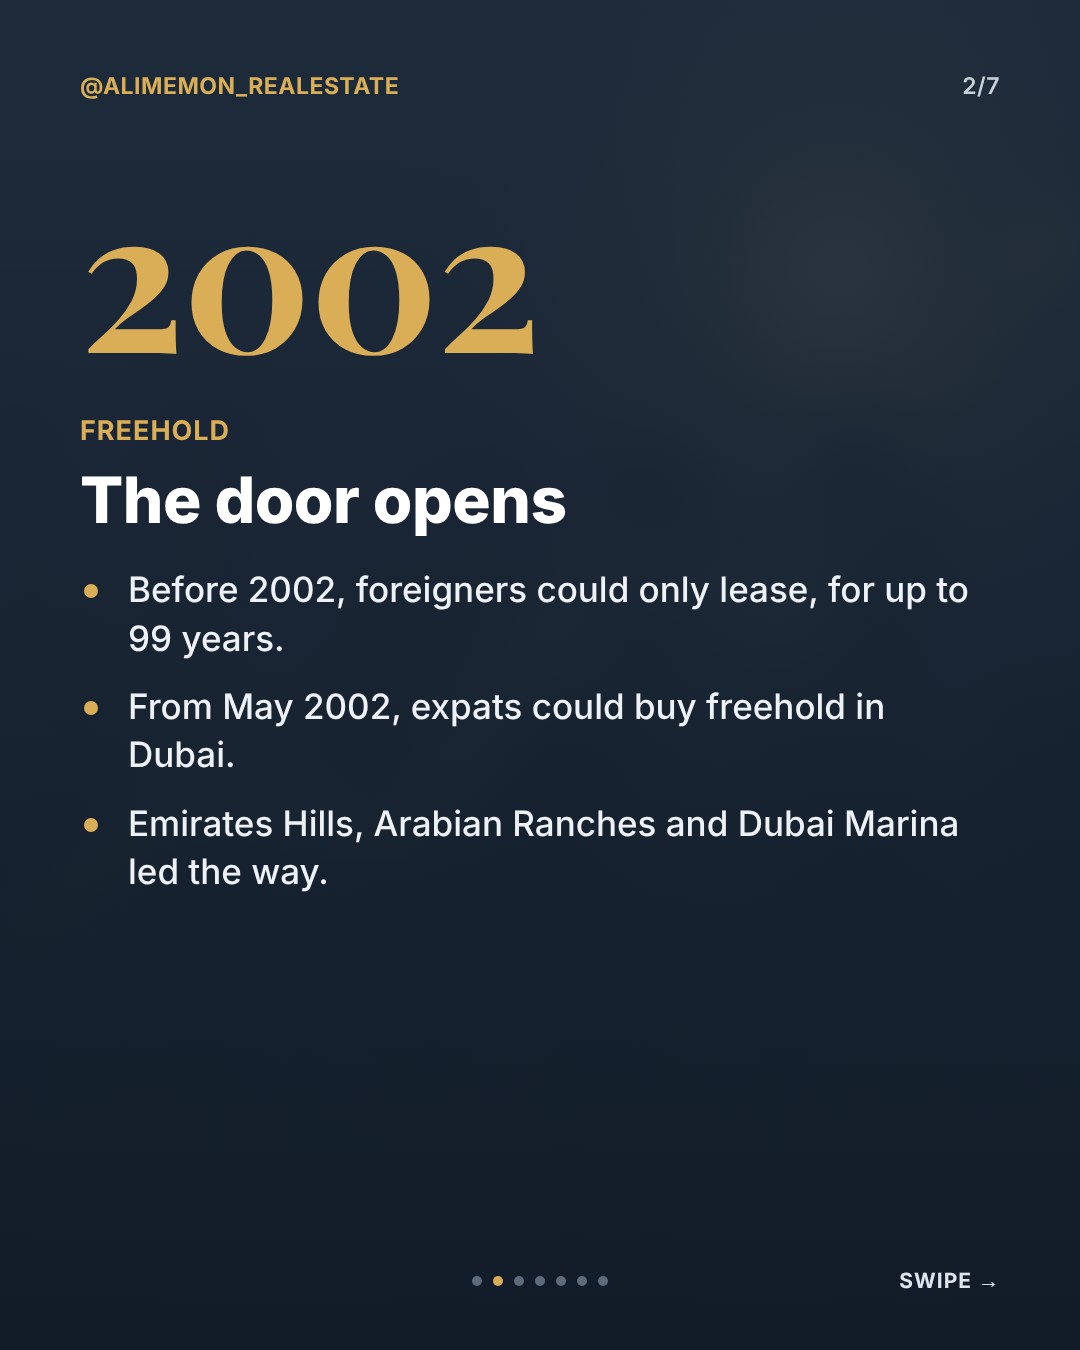 @ALIMEMON_REALESTATE
2/7
2002
FREEHOLD
The door opens
• Before 2002, foreigners could only lease, for up to
99 years.
• From May 2002, expats could buy freehold in
Dubai.
• Emirates Hills, Arabian Ranches and Dubai Marina
led the way.
SWIPE →